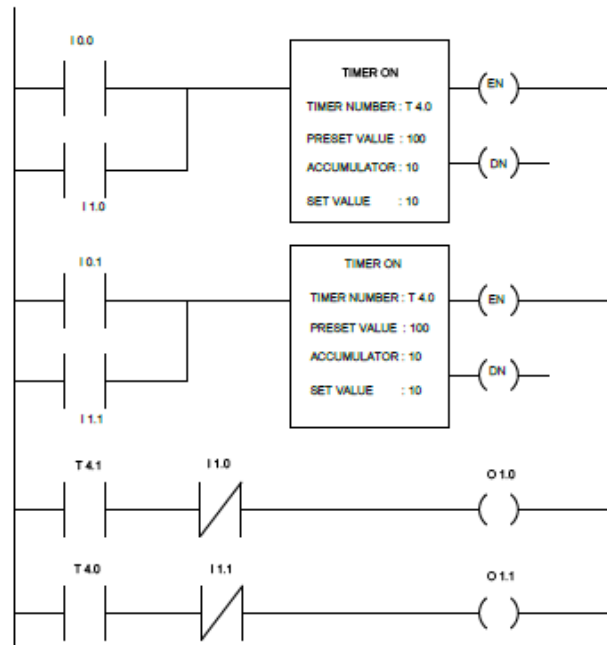 I 0.0
TIMER ON
EN
TIMER NUMBER : T 4.0
PRESET VALUE : 100
ACCUMULATOR : 10
DN
SET VALUE : 10
I 1.0
I 0.1
TIMER ON
TIMER NUMBER : T 4.0
EN
PRESET VALUE : 100
ACCUMULATOR : 10
DN
SET VALUE : 10
I 1.1
T 4.1 I 1.0 O 1.0
T 4.0 I 1.1 O 1.1